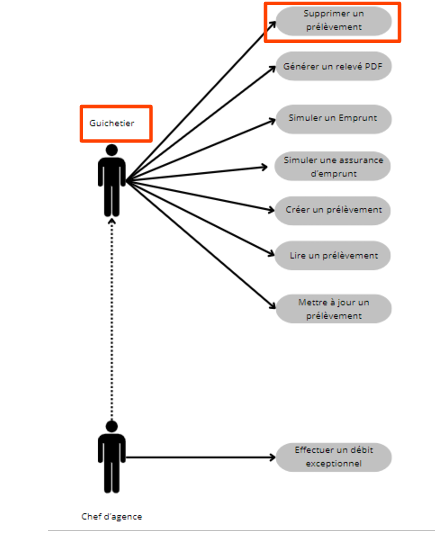 Supprimer un
prélèvement
Générer un relevé PDF
Guichetier
Simuler un Emprunt
Simuler une assurance
d'emprunt
Créer un prélèvement
Lire un prélèvement
Mettre à jour un
prélèvement
Effectuer un débit
exceptionnel
Chef d'agence